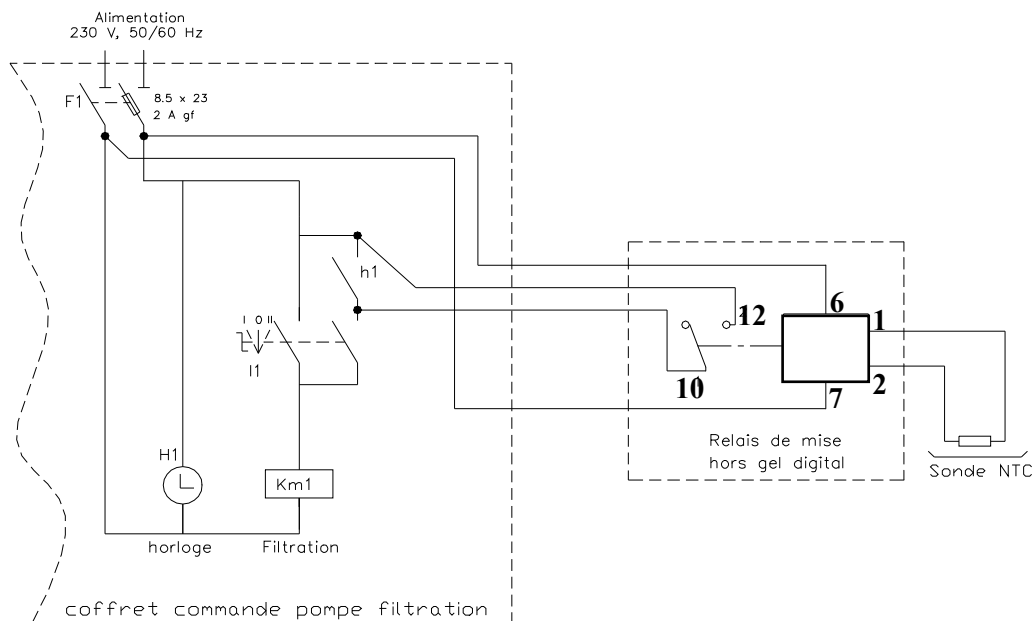 Alimentation
230 V, 50/60 Hz
F1
8.5 x 23
2 A gf
h1
I O II
I1
12
6
1
10
7
2
Relais de mise
hors gel digital
Sonde NTC
H1
Km1
horloge
Filtration
coffret commande pompe filtration